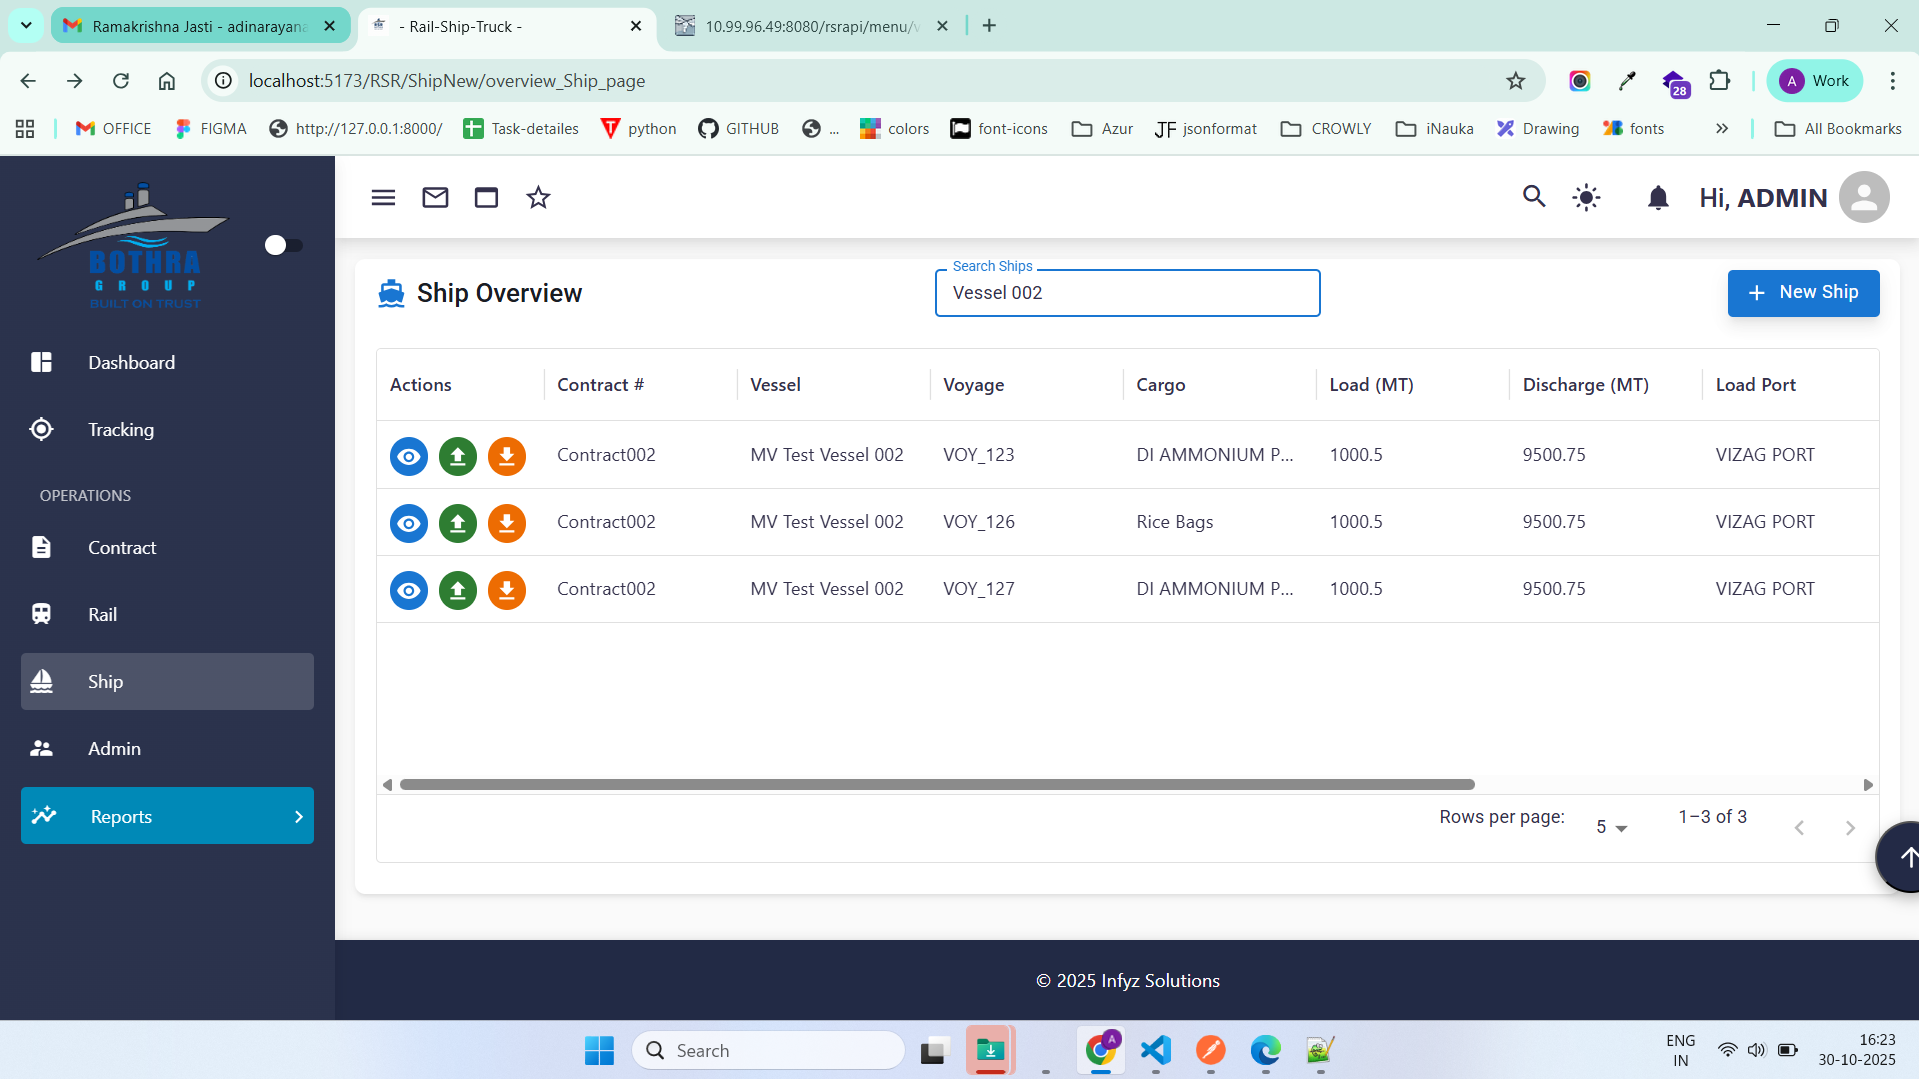 Ramakrishna Jasti - adinarayana
- Rail-Ship-Truck -
10.99.96.49:8080/rsrapi/menu/v
localhost:5173/RSR/ShipNew/overview_Ship_page
28
A Work
OFFICE
FIGMA
http://127.0.0.1:8000/
Task-detailes
python
GITHUB
...
colors
font-icons
Azur
JF jsonformat
CROWLY
iNauka
Drawing
fonts
All Bookmarks
BOTHRA
GROUP
BUILT ON TRUST
Hi, ADMIN
Dashboard
Tracking
OPERATIONS
Contract
Rail
Ship
Admin
Reports
Ship Overview
Search Ships
Vessel 002
New Ship
Actions Contract # Vessel Voyage Cargo Load (MT) Discharge (MT) Load Port
Contract002 MV Test Vessel 002 VOY_123 DI AMMONIUM P... 1000.5 9500.75 VIZAG PORT
Contract002 MV Test Vessel 002 VOY_126 Rice Bags 1000.5 9500.75 VIZAG PORT
Contract002 MV Test Vessel 002 VOY_127 DI AMMONIUM P... 1000.5 9500.75 VIZAG PORT
Rows per page: 5 1–3 of 3
© 2025 Infyz Solutions
Search
A
ENG
IN
16:23
30-10-2025